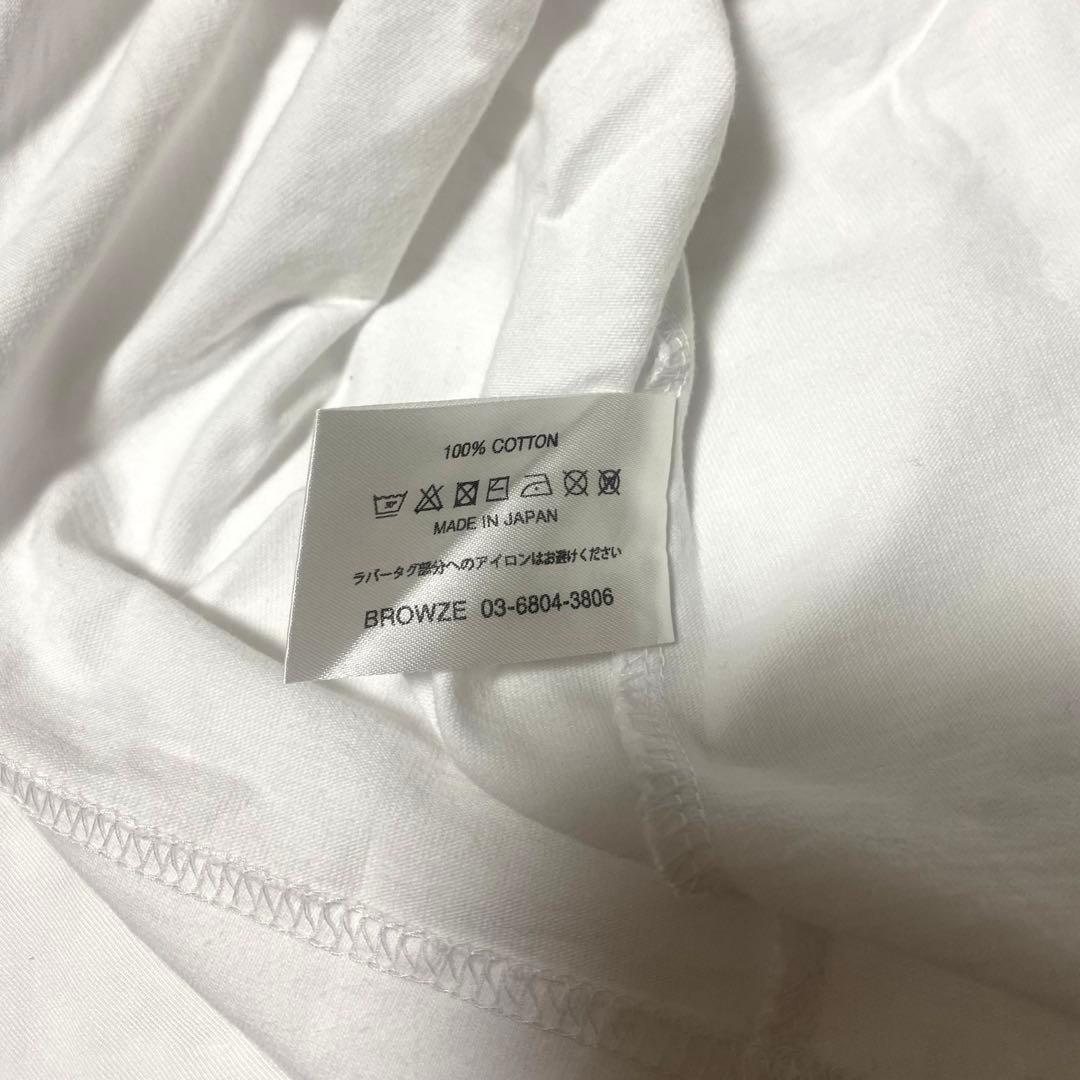 100% COTTON
MADE IN JAPAN
ラバータグ部分へのアイロンはお避けください
BROWZE 03-6804-3806